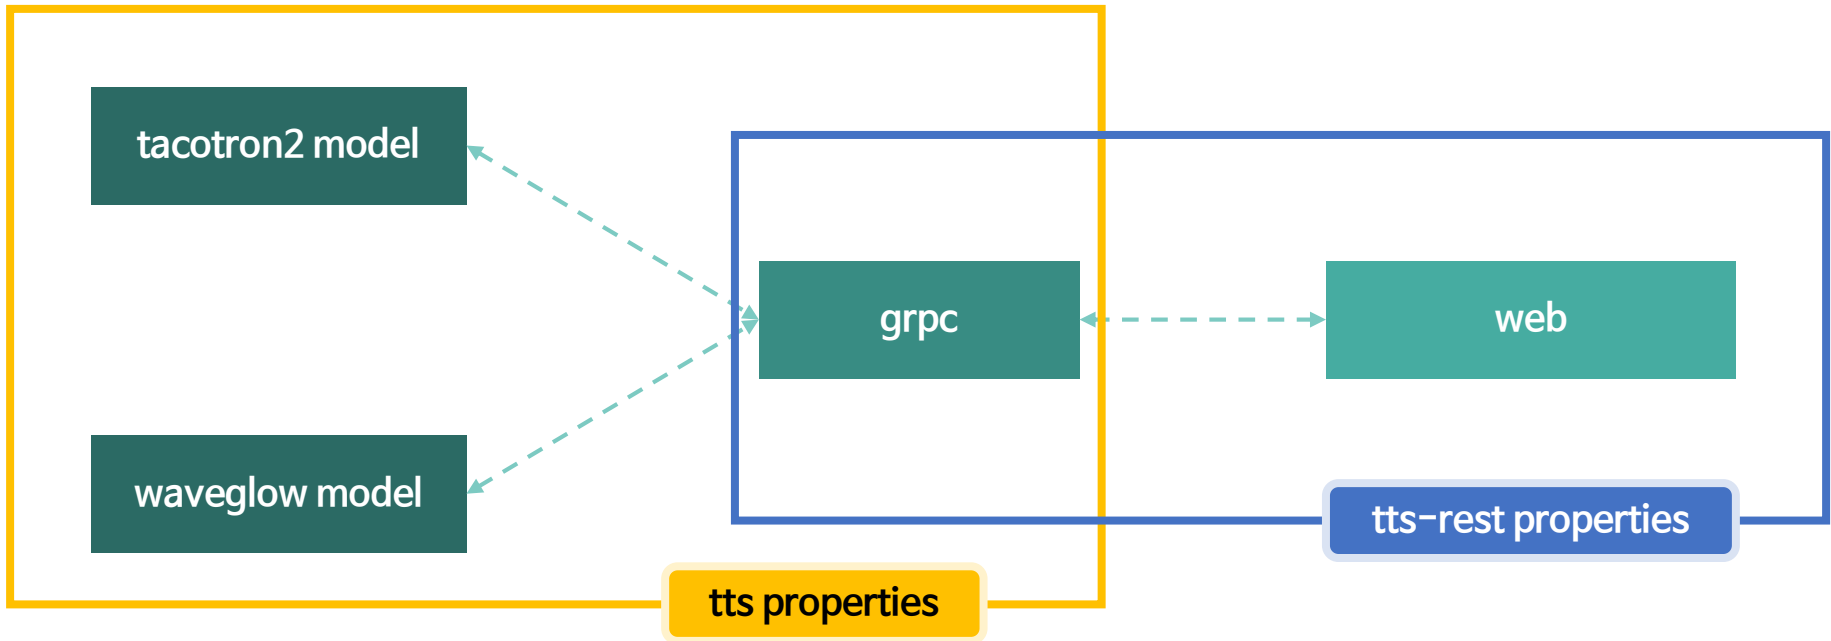 tacotron2 model
grpc
web
waveglow model
tts-rest properties
tts properties